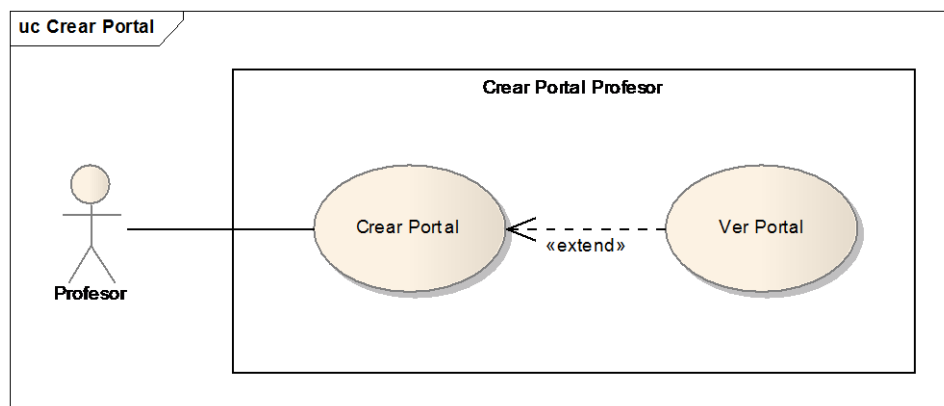 uc Crear Portal
Crear Portal Profesor
Crear Portal
«extend»
Ver Portal
Profesor